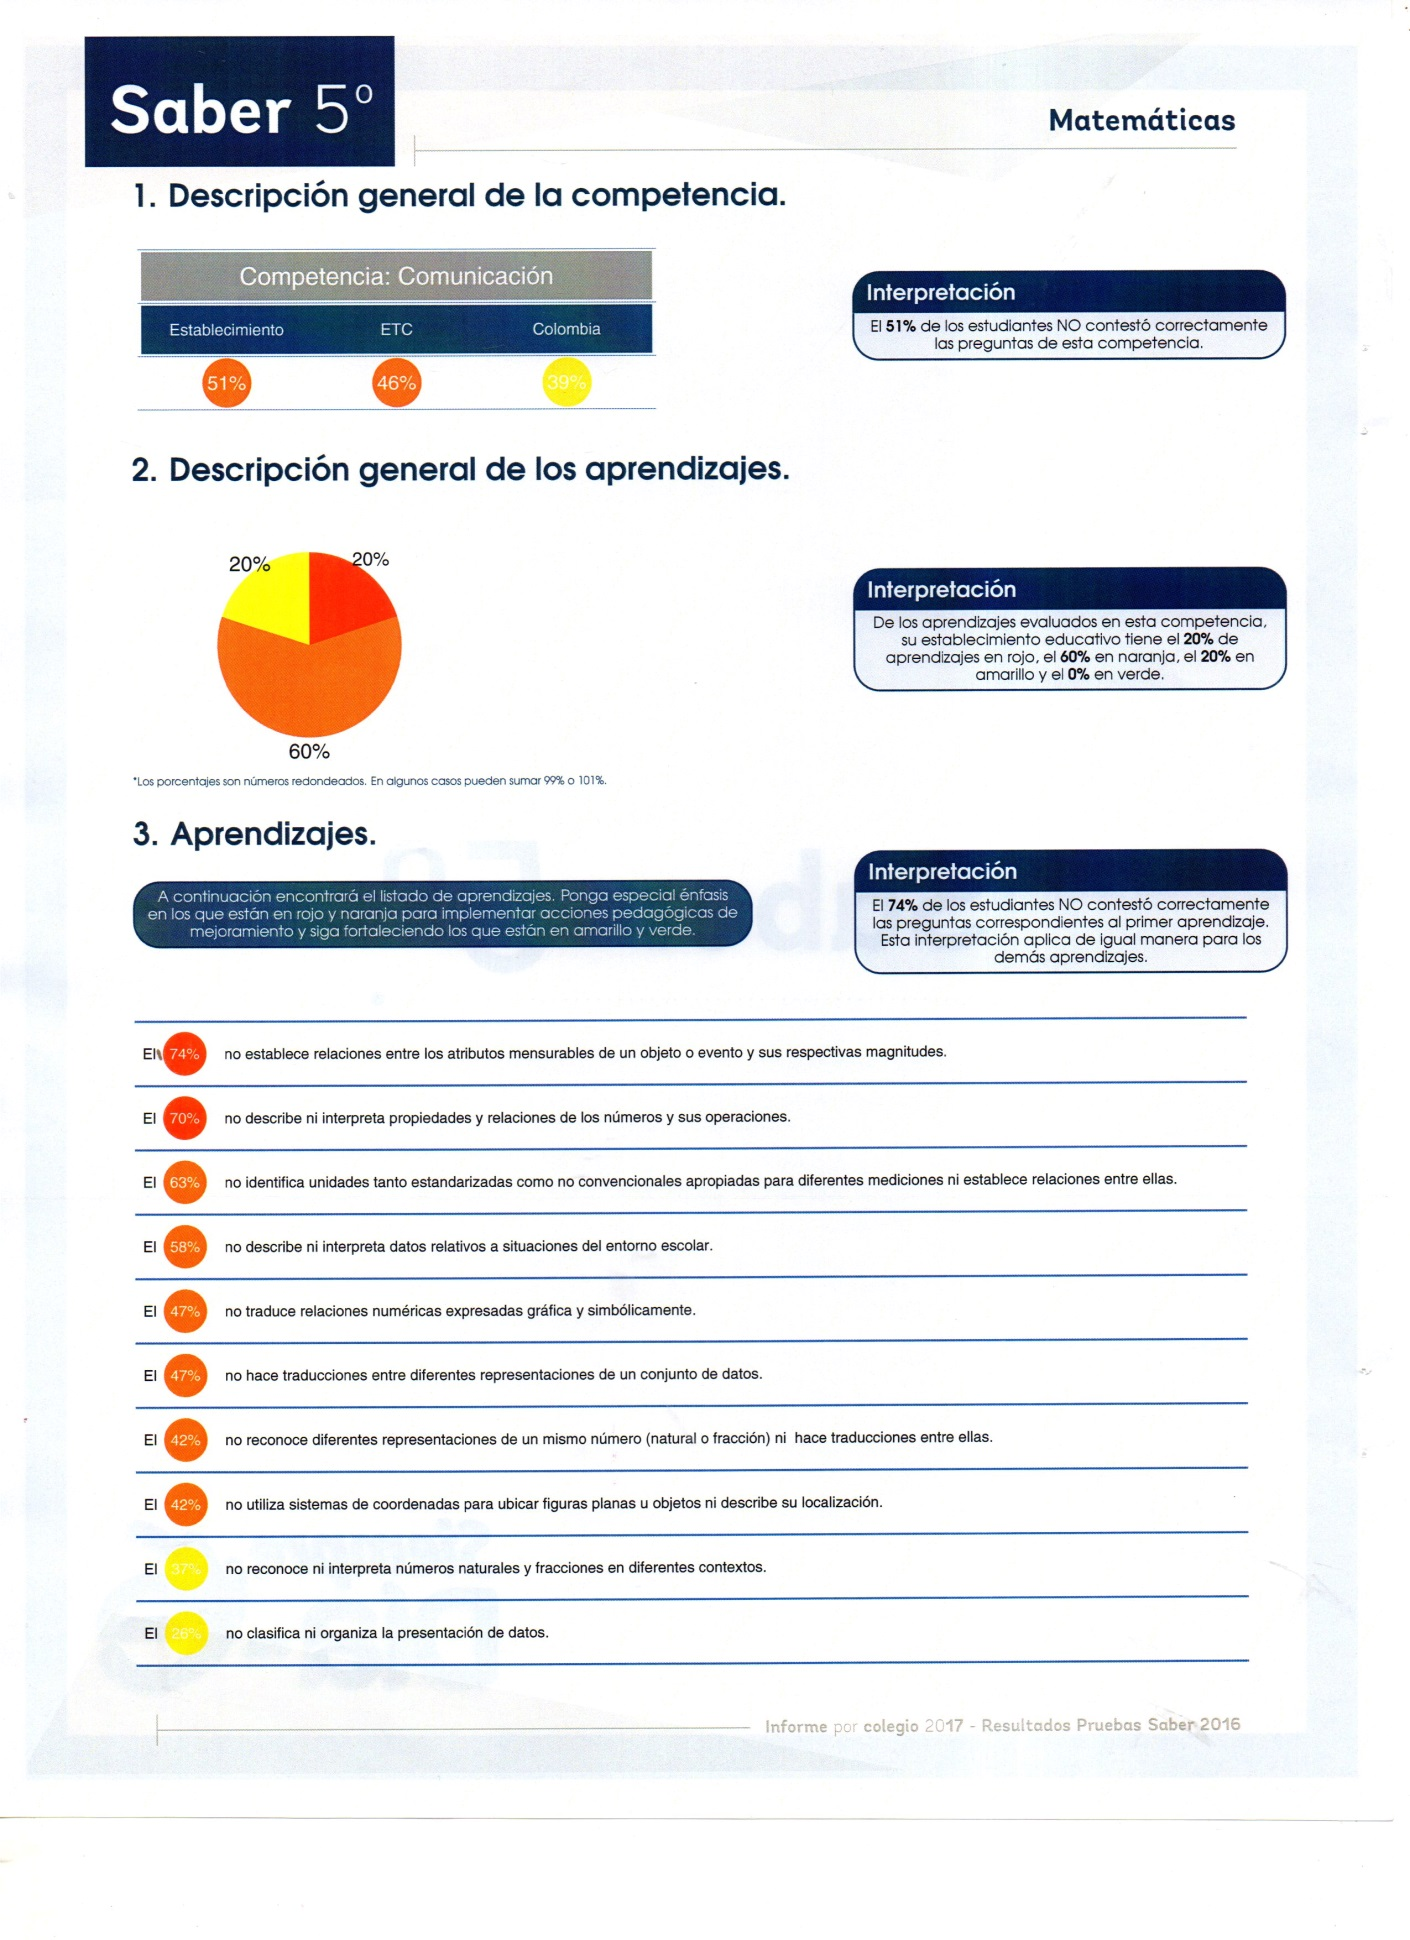 Saber 5º
Matemáticas
1. Descripción general de la competencia.
Competencia: Comunicación
Establecimiento ETC Colombia
51% 46% 39%
Interpretación
El 51% de los estudiantes NO contestó correctamente
las preguntas de esta competencia.
2. Descripción general de los aprendizajes.
20% 20%
60%
Interpretación
De los aprendizajes evaluados en esta competencia,
su establecimiento educativo tiene el 20% de
aprendizajes en rojo, el 60% en naranja, el 20% en
amarillo y el 0% en verde.
*Los porcentajes son números redondeados. En algunos casos pueden sumar 99% o 101%.
3. Aprendizajes.
A continuación encontrará el listado de aprendizajes. Ponga especial énfasis
en los que están en rojo y naranja para implementar acciones pedagógicas de
mejoramiento y siga fortaleciendo los que están en amarillo y verde.
Interpretación
El 74% de los estudiantes NO contestó correctamente
las preguntas correspondientes al primer aprendizaje.
Esta interpretación aplica de igual manera para los
demás aprendizajes.
El 74% no establece relaciones entre los atributos mensurables de un objeto o evento y sus respectivas magnitudes.
El 70% no describe ni interpreta propiedades y relaciones de los números y sus operaciones.
El 63% no identifica unidades tanto estandarizadas como no convencionales apropiadas para diferentes mediciones ni establece relaciones entre ellas.
El 58% no describe ni interpreta datos relativos a situaciones del entorno escolar.
El 47% no traduce relaciones numéricas expresadas gráfica y simbólicamente.
El 47% no hace traducciones entre diferentes representaciones de un conjunto de datos.
El 42% no reconoce diferentes representaciones de un mismo número (natural o fracción) ni hace traducciones entre ellas.
El 42% no utiliza sistemas de coordenadas para ubicar figuras planas u objetos ni describe su localización.
El 37% no reconoce ni interpreta números naturales y fracciones en diferentes contextos.
El 26% no clasifica ni organiza la presentación de datos.
Informe por colegio 2017 - Resultados Pruebas Saber 2016